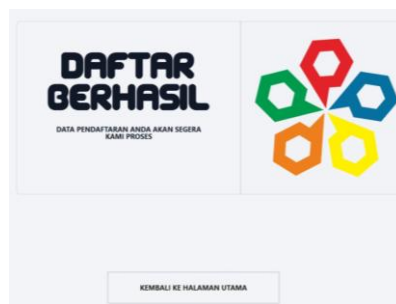 DAFTAR
BERHASIL
DATA PENDAFTARAN ANDA AKAN SEGERA
KAMI PROSES
KEMBALI KE HALAMAN UTAMA